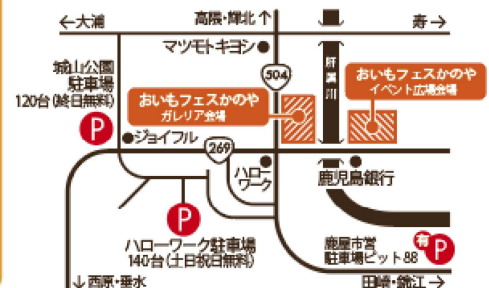 ←大浦
高隈・輝北↑
寿→
マツモトキヨシ
504
肝属川
城山公園
駐車場
120台(終日無料)
P
おいもフェスかのや
ガレリア会場
おいもフェスかのや
イベント広場会場
ジョイフル
269
ハロー
ワーク
鹿児島銀行
P
ハローワーク駐車場
140台(土日祝日無料)
鹿屋市営
駐車場ピット88
有
P
↓西原・垂水
田崎・錦江→